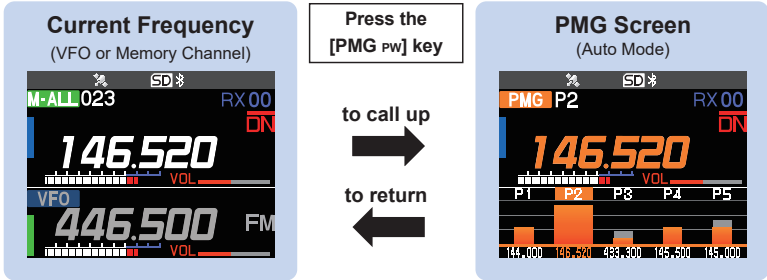 Current Frequency
(VFO or Memory Channel)
SD
M-ALL 023 RX 00
DN
146.520
VOL
VFO
446.500 FM
VOL
Press the
[PMG PW] key
to call up
to return
PMG Screen
(Auto Mode)
SD
PMG P2 RX 00
DN
146.520
VOL
P1 P2 P3 P4 P5
144.000 146.520 433.300 145.500 145.000